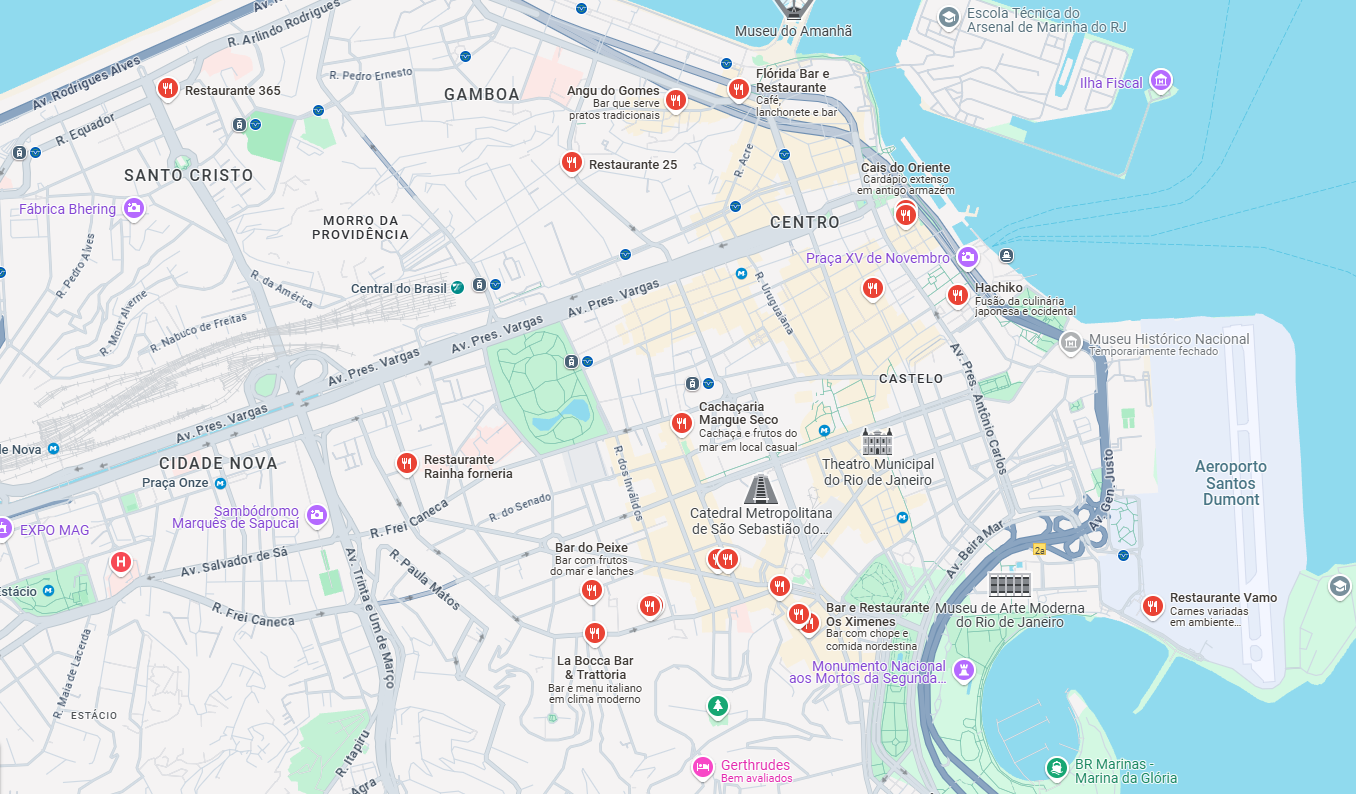 Museu do Amanhã
Escola Técnica do
Arsenal de Marinha do RJ
Av. Rodrigues Alves
R. Arlindo Rodrigues
R. Pedro Ernesto
GAMBOA
Restaurante 365
Angu do Gomes
Bar que serve
pratos tradicionais
Flórida Bar e
Restaurante
Café,
lanchonete e bar
Ilha Fiscal
Av. Rodrigues Alves
R. Equador
SANTO CRISTO
Fábrica Bhering
Restaurante 25
R. Acre
Cais do Oriente
Cardápio extenso
em antigo armazém
MORRO DA
PROVIDÊNCIA
CENTRO
Praça XV de Novembro
R. Pedro Alves
R. da América
Central do Brasil
R. Mont Alverne
R. Nabuco de Freitas
Av. Pres. Vargas
R. Uruguaiana
Hachiko
Fusão da culinária
japonesa e ocidental
Museu Histórico Nacional
Temporariamente fechado
Av. Pres. Vargas
Av. Pres. Vargas
Av. Pres. Vargas
CASTELO
Av. Pres. Antônio Carlos
Cachaçaria
Mangue Seco
Cachaça e frutos do
mar em local casual
de Nova
CIDADE NOVA
Praça Onze
Restaurante
Rainha forneria
R. dos Inválidos
Theatro Municipal
do Rio de Janeiro
Aeroporto
Santos
Dumont
Av. Gen. Justo
EXPO MAG
Sambódromo
Marquês de Sapucaí
R. Frei Caneca
R. do Senado
Catedral Metropolitana
de São Sebastião do...
Av. Beira Mar
2a
H
Av. Salvador de Sá
Estácio
R. Frei Caneca
Av. Trinta e Um de Março
R. Paula Matos
Bar do Peixe
Bar com frutos
do mar e lanches
Bar e Restaurante
Os Ximenes
Bar com chope e
comida nordestina
Museu de Arte Moderna
do Rio de Janeiro
Restaurante Vamo
Carnes variadas
em ambiente...
R. Maia de Lacerda
ESTÁCIO
La Bocca Bar
& Trattoria
Bar e menu italiano
em clima moderno
Monumento Nacional
aos Mortos da Segunda...
R. Itapiru
Agra
Gerthrudes
Bem avaliados
BR Marinas -
Marina da Glória